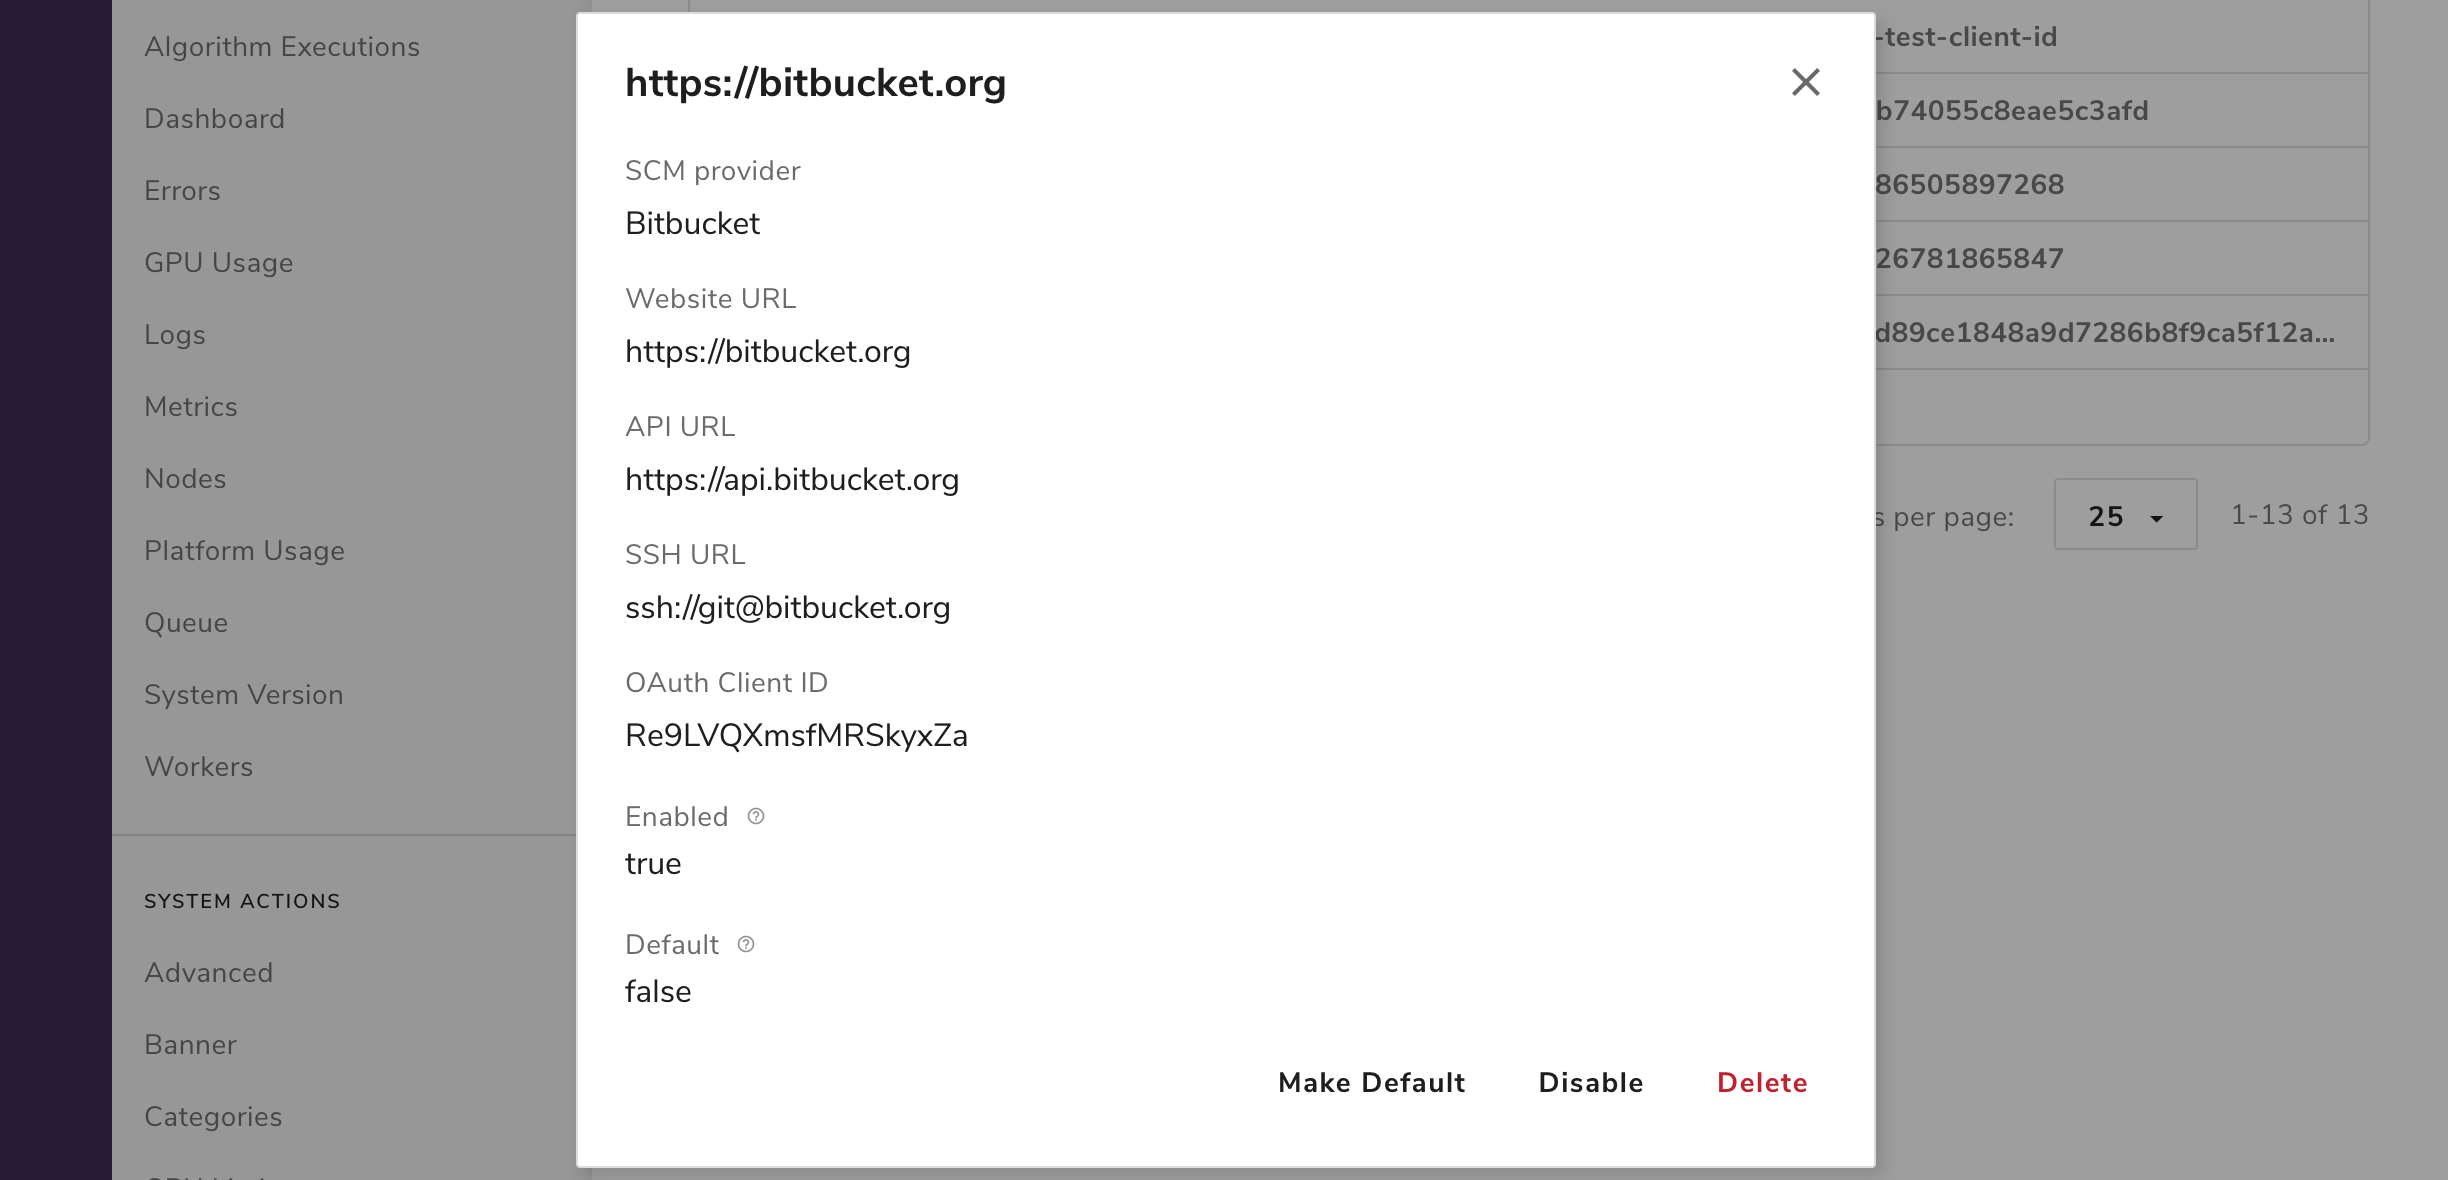 Algorithm Executions
Dashboard
Errors
GPU Usage
Logs
Metrics
Nodes
Platform Usage
Queue
System Version
Workers
SYSTEM ACTIONS
Advanced
Banner
Categories
https://bitbucket.org
SCM provider
Bitbucket
Website URL
https://bitbucket.org
API URL
https://api.bitbucket.org
SSH URL
ssh://git@bitbucket.org
OAuth Client ID
Re9LVQXmsfMRSkyxZa
Enabled
true
Default
false
Make Default Disable Delete
-test-client-id
b74055c8eae5c3afd
86505897268
26781865847
d89ce1848a9d7286b8f9ca5f12a...
s per page: 25 1-13 of 13